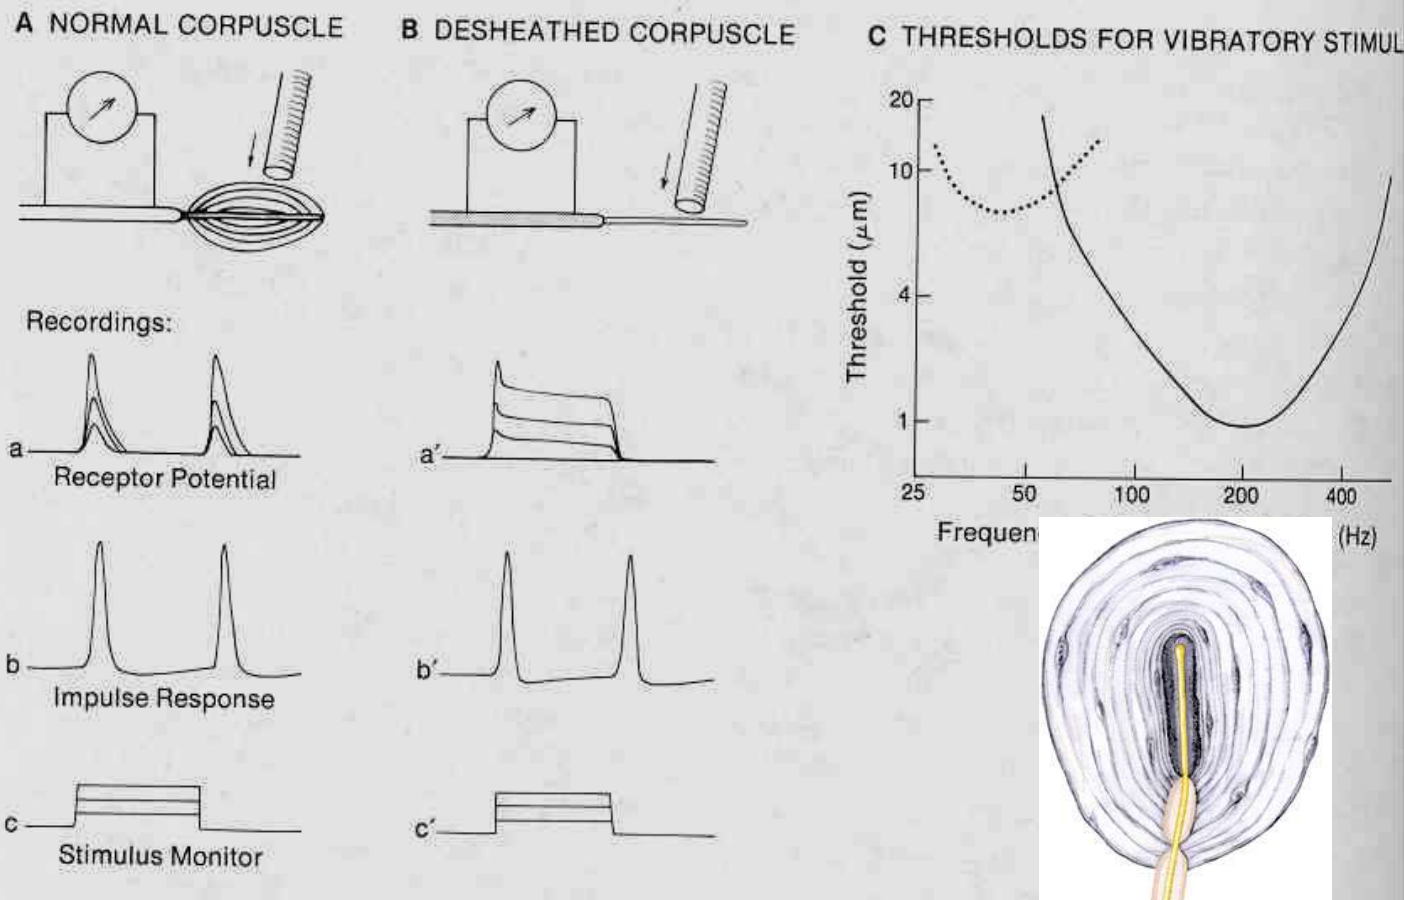 A NORMAL CORPUSCLE
B DESHEATHED CORPUSCLE
C THRESHOLDS FOR VIBRATORY STIMUL
Recordings:
a
Receptor Potential
b
Impulse Response
c
Stimulus Monitor
a′
b′
c′
Threshold (μm)
20
10
4
1
25 50 100 200 400
Frequen (Hz)